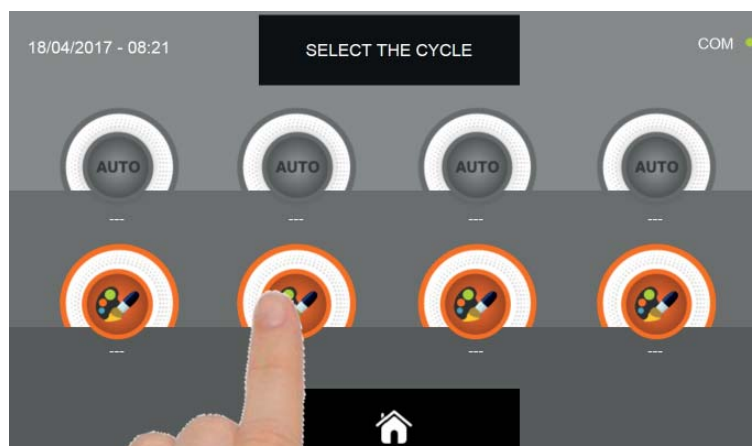 18/04/2017 - 08:21
SELECT THE CYCLE
COM
AUTO AUTO AUTO AUTO
--- --- --- ---
--- --- --- ---